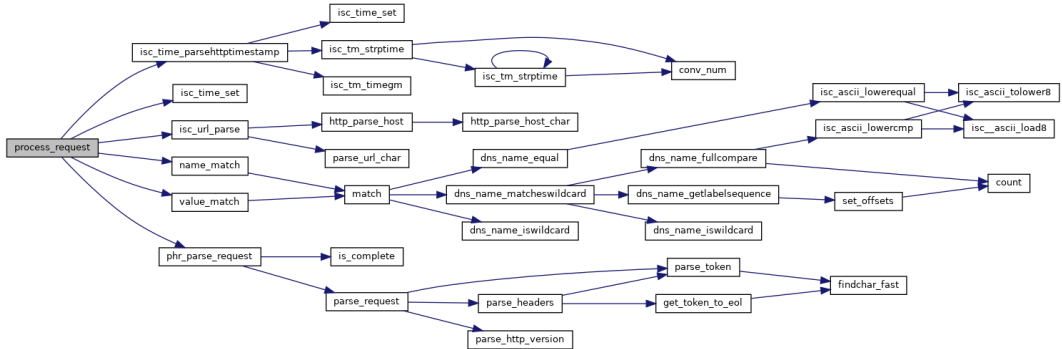 process_request
isc_time_parsehttptimestamp
isc_time_set
isc_tm_strptime
isc_tm_timegm
isc_tm_strptime
conv_num
isc_time_set
isc_url_parse
http_parse_host
http_parse_host_char
parse_url_char
name_match
value_match
match
dns_name_equal
dns_name_matcheswildcard
dns_name_iswildcard
dns_name_fullcompare
dns_name_getlabelsequence
dns_name_iswildcard
isc_ascii_lowerequal
isc_ascii_lowercmp
isc_ascii_tolower8
isc__ascii_load8
set_offsets
count
phr_parse_request
is_complete
parse_request
parse_headers
parse_http_version
parse_token
get_token_to_eol
findchar_fast